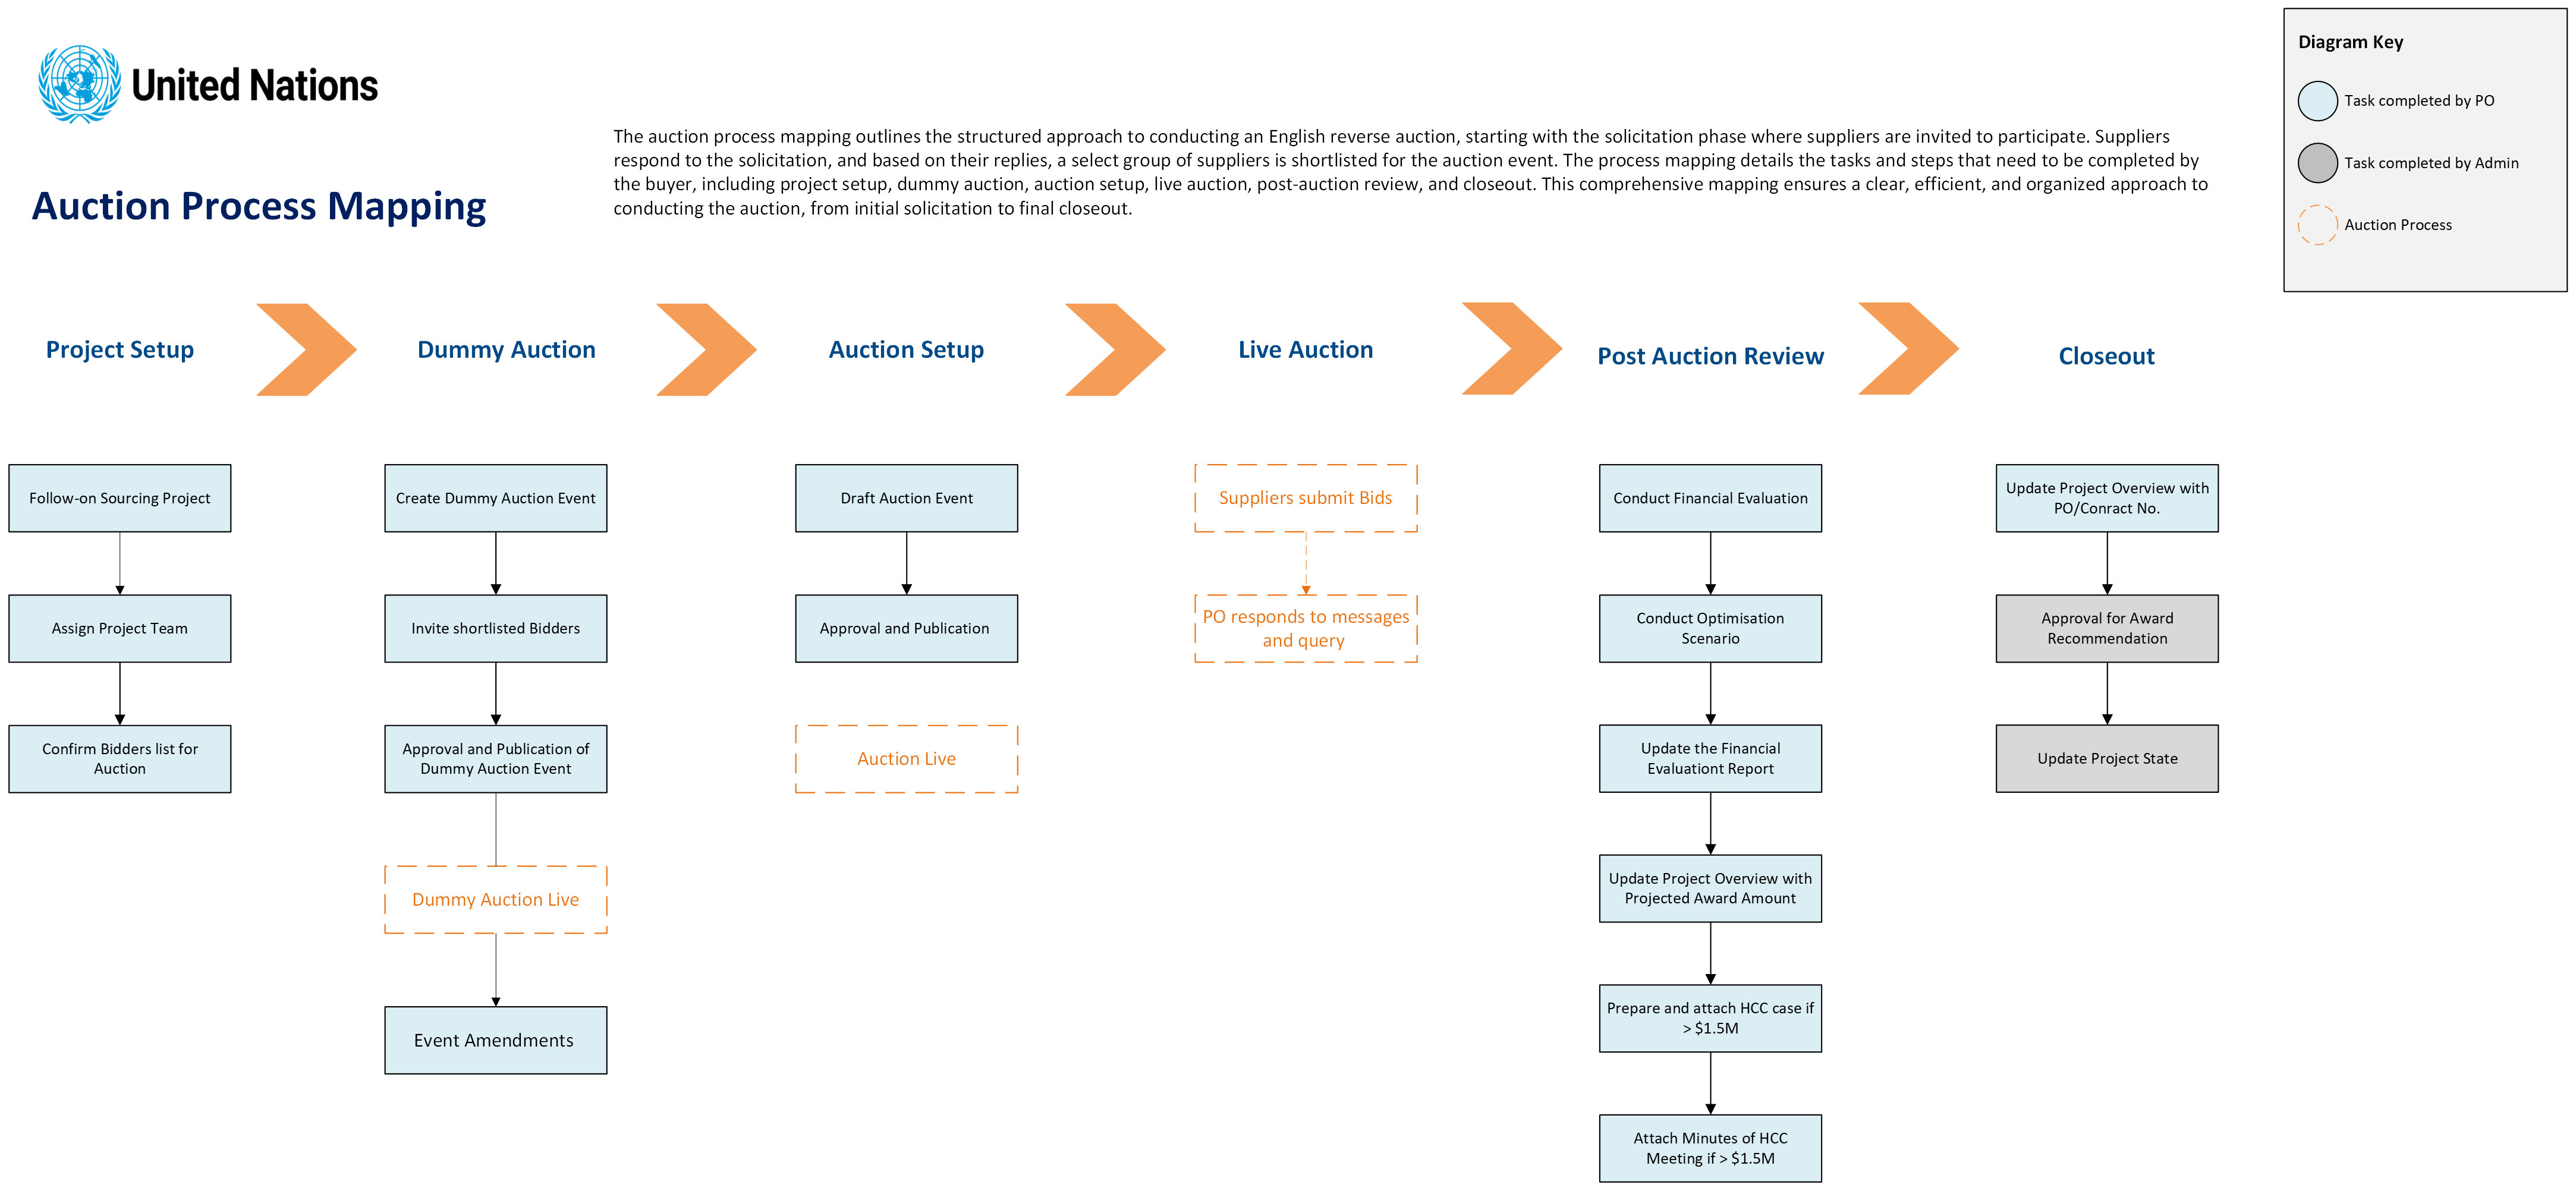 United Nations
Auction Process Mapping
The auction process mapping outlines the structured approach to conducting an English reverse auction, starting with the solicitation phase where suppliers are invited to participate. Suppliers
respond to the solicitation, and based on their replies, a select group of suppliers is shortlisted for the auction event. The process mapping details the tasks and steps that need to be completed by
the buyer, including project setup, dummy auction, auction setup, live auction, post-auction review, and closeout. This comprehensive mapping ensures a clear, efficient, and organized approach to
conducting the auction, from initial solicitation to final closeout.
Diagram Key
Task completed by PO
Task completed by Admin
Auction Process
Project Setup
Dummy Auction
Auction Setup
Live Auction
Post Auction Review
Closeout
Follow-on Sourcing Project
Assign Project Team
Confirm Bidders list for
Auction
Create Dummy Auction Event
Invite shortlisted Bidders
Approval and Publication of
Dummy Auction Event
Dummy Auction Live
Event Amendments
Draft Auction Event
Approval and Publication
Auction Live
Suppliers submit Bids
PO responds to messages
and query
Conduct Financial Evaluation
Conduct Optimisation
Scenario
Update the Financial
Evaluationt Report
Update Project Overview with
Projected Award Amount
Prepare and attach HCC case if
> $1.5M
Attach Minutes of HCC
Meeting if > $1.5M
Update Project Overview with
PO/Conract No.
Approval for Award
Recommendation
Update Project State